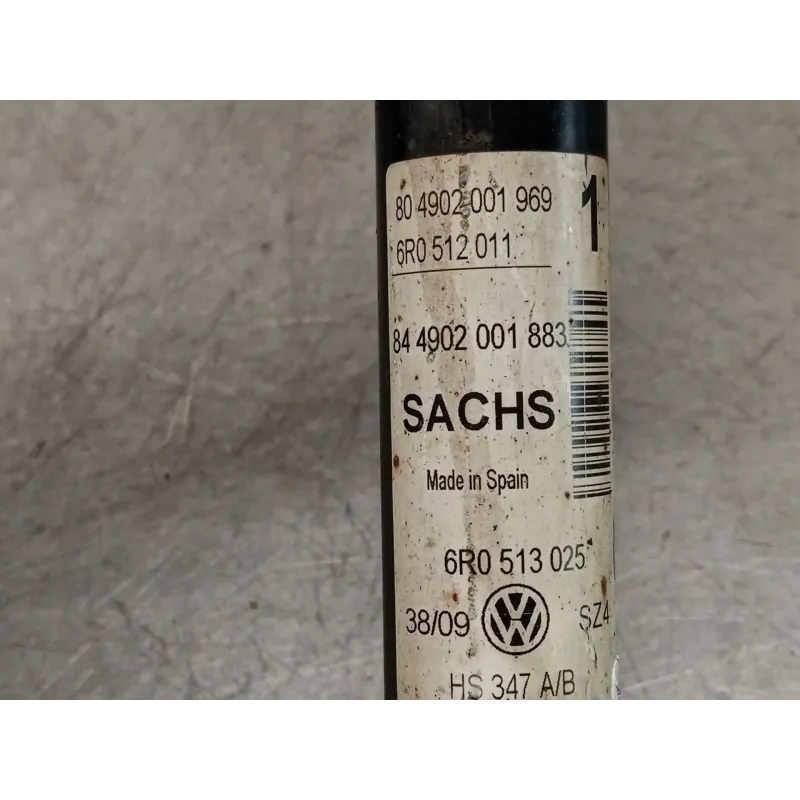 80 4902 001 969
1
6R0 512 011
84 4902 001 883
SACHS
Made in Spain
6R0 513 025
38/09 VW SZ4
HS 347 A/B